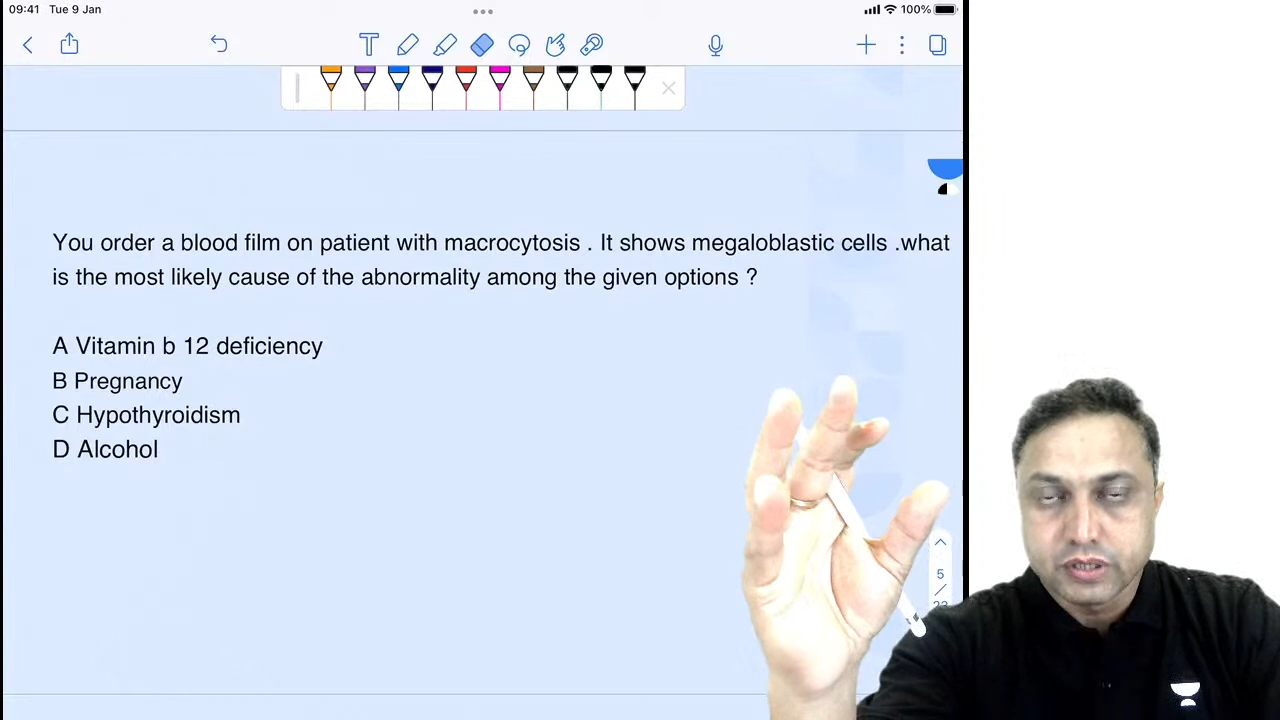 09:41 Tue 9 Jan
100%
T
You order a blood film on patient with macrocytosis . It shows megaloblastic cells .what
is the most likely cause of the abnormality among the given options ?
A Vitamin b 12 deficiency
B Pregnancy
C Hypothyroidism
D Alcohol
5
/